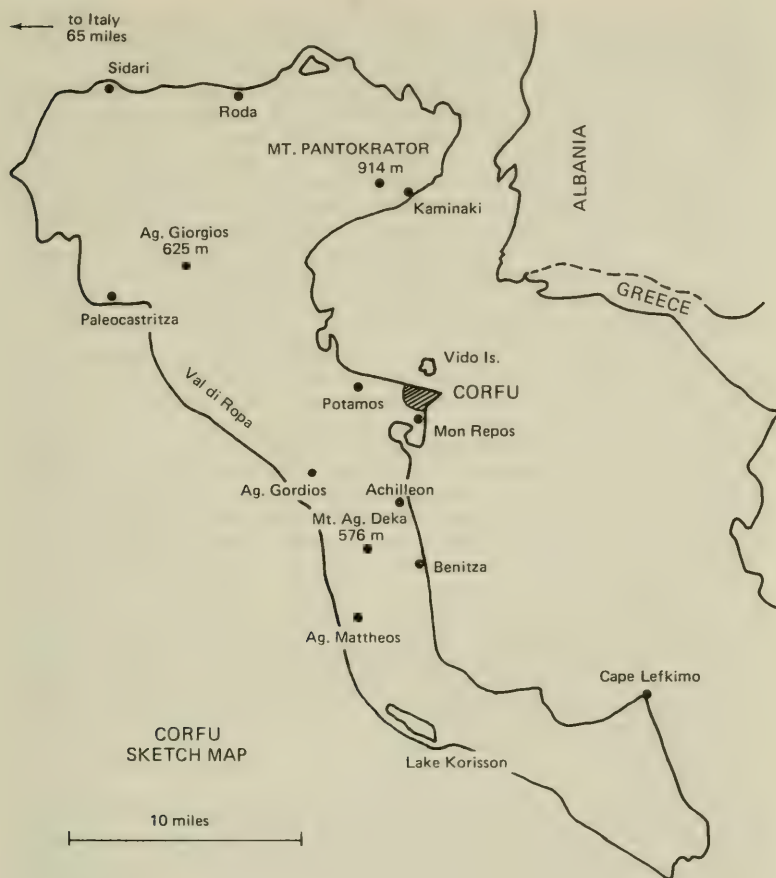 to Italy
65 miles
Sidari
Roda
MT. PANTOKRATOR
914 m
Kaminaki
ALBANIA
Ag. Giorgios
625 m
GREECE
Paleocastritza
Vido Is.
Val di Ropa
Potamos
CORFU
Mon Repos
Ag. Gordios
Achilleon
Mt. Ag. Deka
576 m
Benitza
Ag. Mattheos
Cape Lefkimo
CORFU
SKETCH MAP
Lake Korisson
10 miles